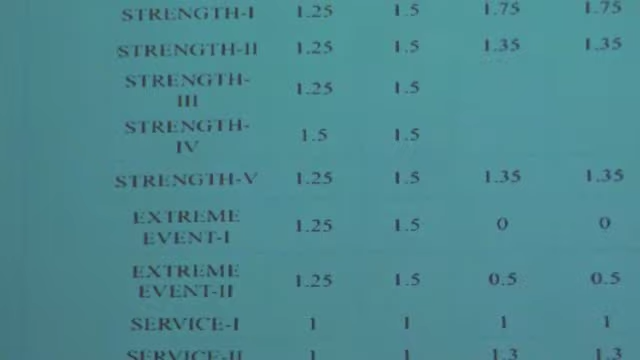 STRENGTH-I 1.25 1.5 1.75 1.75
STRENGTH-II 1.25 1.5 1.35 1.35
STRENGTH-
III 1.25 1.5
STRENGTH-
IV 1.5 1.5
STRENGTH-V 1.25 1.5 1.35 1.35
EXTREME
EVENT-I 1.25 1.5 0 0
EXTREME
EVENT-II 1.25 1.5 0.5 0.5
SERVICE-I 1 1 1 1
SERVICE-II 1 1 1.3 1.3